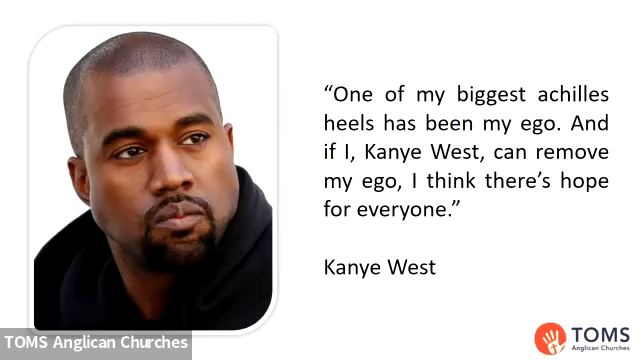 “One of my biggest achilles
heels has been my ego. And
if I, Kanye West, can remove
my ego, I think there’s hope
for everyone.”
Kanye West
TOMS Anglican Churches
TOMS
Anglican Churches